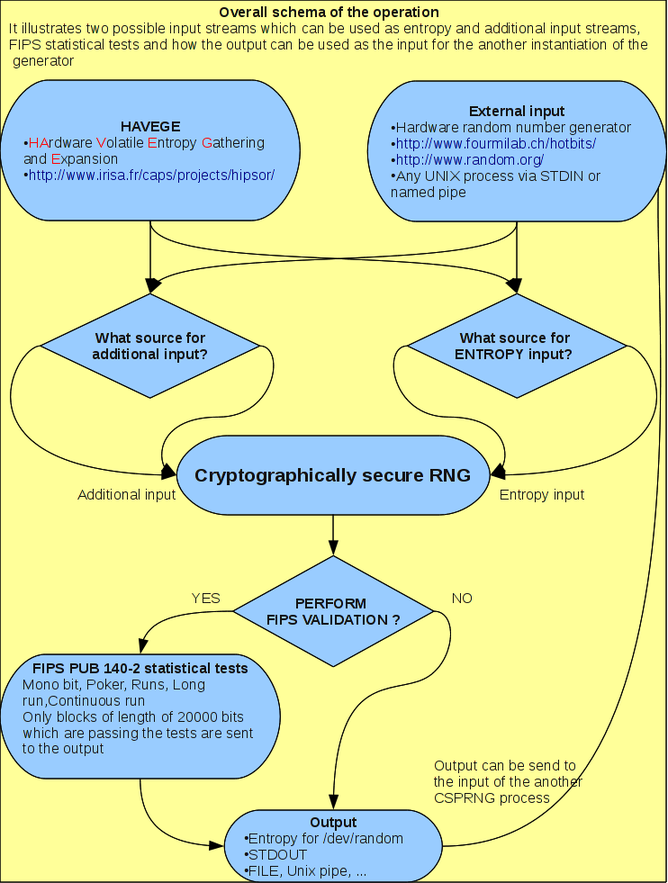 Overall schema of the operation
It illustrates two possible input streams which can be used as entropy and additional input streams,
FIPS statistical tests and how the output can be used as the input for the another instantiation of the
generator
HAVEGE
•HArdware Volatile Entropy Gathering
and Expansion
•http://www.irisa.fr/caps/projects/hipsor/
External input
•Hardware random number generator
•http://www.fourmilab.ch/hotbits/
•http://www.random.org/
•Any UNIX process via STDIN or
named pipe
What source for
additional input?
What source for
ENTROPY input?
Cryptographically secure RNG
Additional input
Entropy input
PERFORM
FIPS VALIDATION ?
YES
NO
FIPS PUB 140-2 statistical tests
Mono bit, Poker, Runs, Long
run,Continuous run
Only blocks of length of 20000 bits
which are passing the tests are sent
to the output
Output can be send to
the input of the another
CSPRNG process
Output
•Entropy for /dev/random
•STDOUT
•FILE, Unix pipe, ...